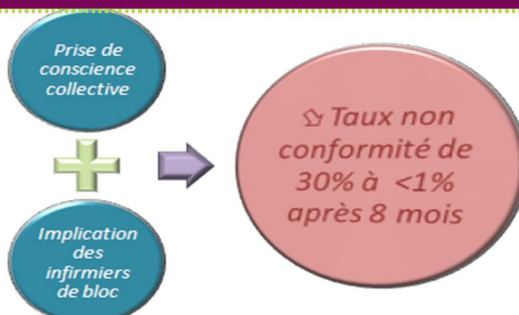 Prise de
conscience
collective
Implication
des
infirmiers
de bloc
Taux non
conformité de
30% à <1%
après 8 mois